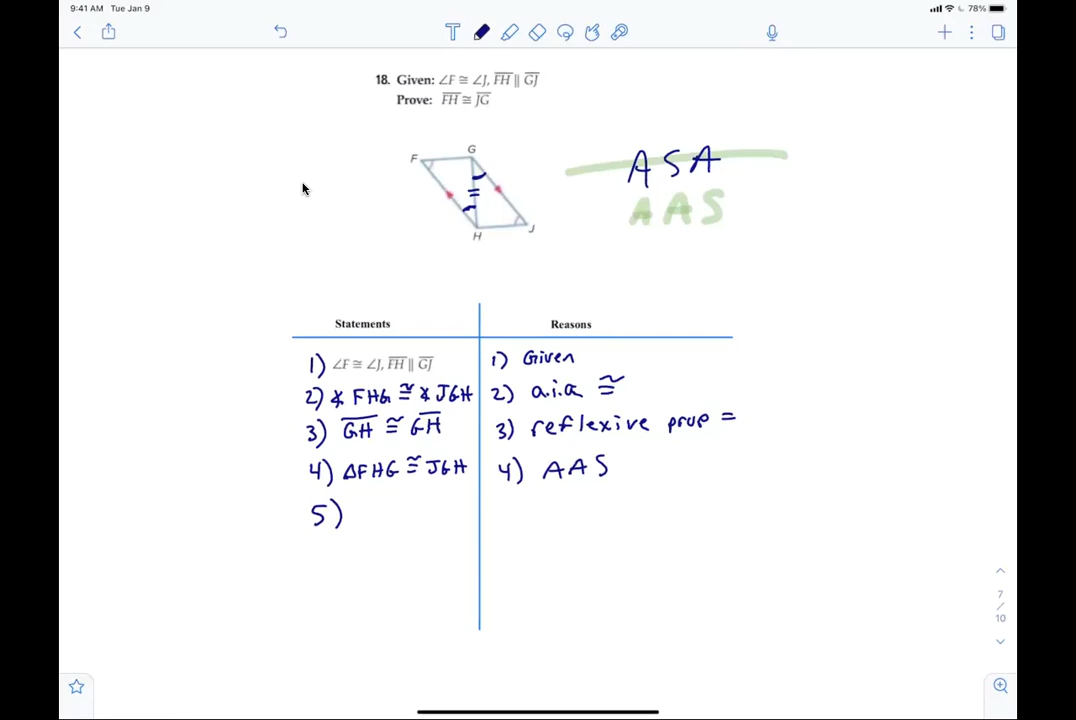 9:41 AM Tue Jan 9
78%
18. Given: ∠F ≅ ∠J, FH ∥ GJ
Prove: FH ≅ JG
F
G
H
J
ASA
AAS
Statements
Reasons
1) ∠F ≅ ∠J, FH ∥ GJ
1) Given
2) ∡ FHG ≅ ∡ JGH
2) a.i.a ≅
3) GH ≅ GH
3) reflexive prop =
4) ΔFHG ≅ JGH
4) AAS
5)
7
/
10